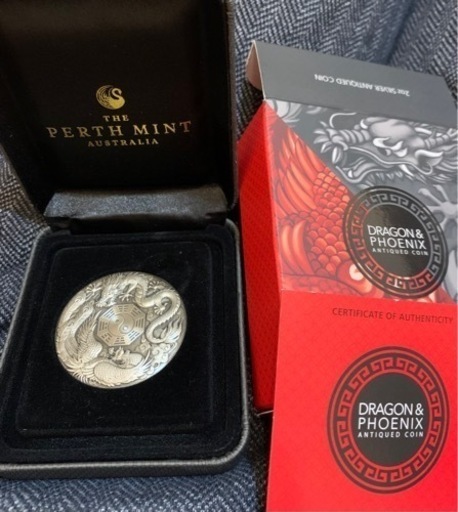 THE
PERTH MINT
AUSTRALIA
2oz SILVER ANTIQUED COIN
DRAGON &
PHOENIX
ANTIQUED COIN
CERTIFICATE OF AUTHENTICITY
DRAGON &
PHOENIX
ANTIQUED COIN